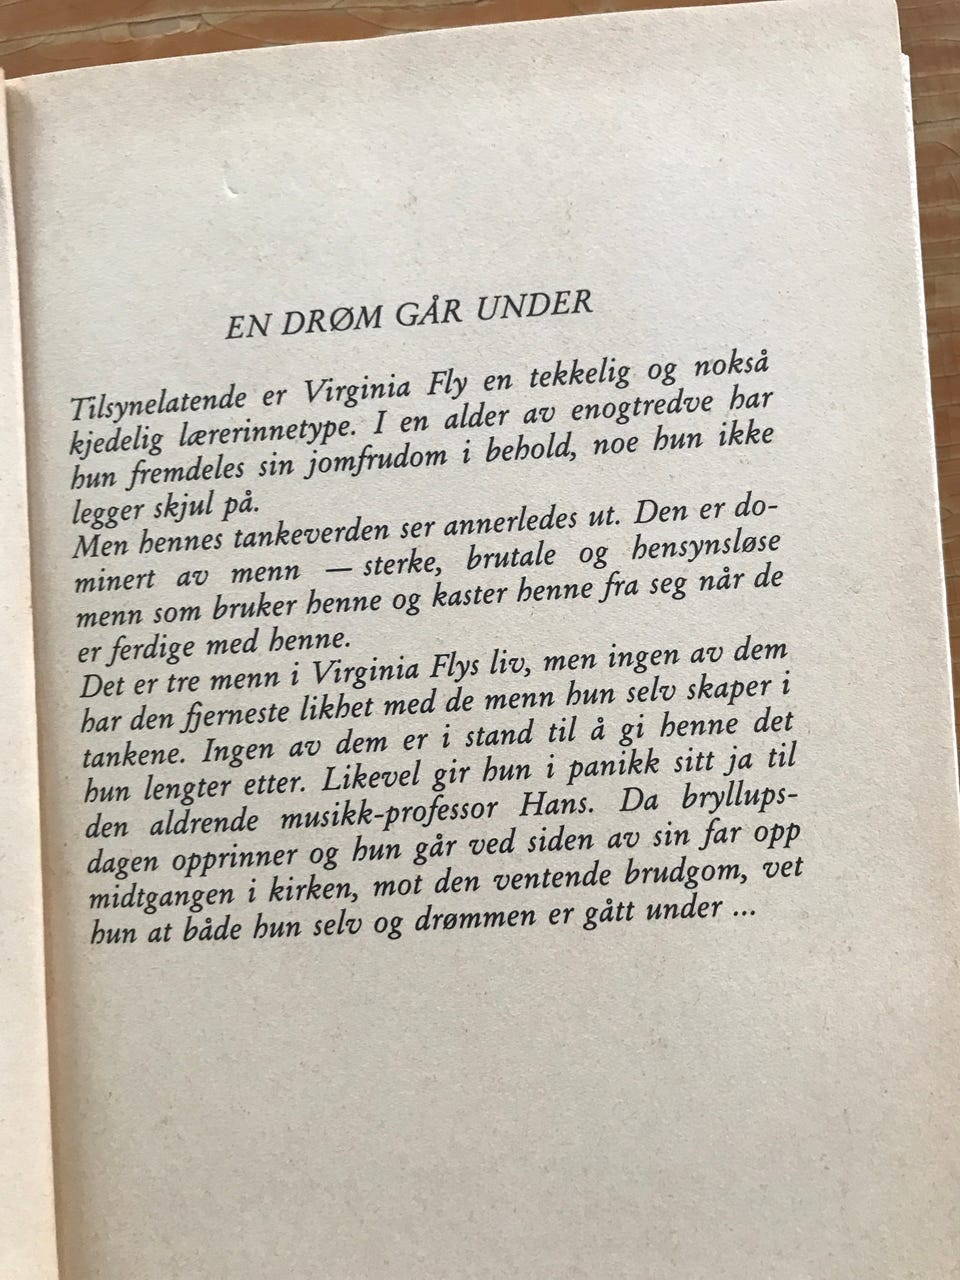 EN DRØM GÅR UNDER
Tilsynelatende er Virginia Fly en tekkelig og nokså
kjedelig lærerinnetype. I en alder av enogtredve har
hun fremdeles sin jomfrudom i behold, noe hun ikke
legger skjul på.
Men hennes tankeverden ser annerledes ut. Den er do-
minert av menn — sterke, brutale og hensynsløse
menn som bruker henne og kaster henne fra seg når de
er ferdige med henne.
Det er tre menn i Virginia Flys liv, men ingen av dem
har den fjerneste likhet med de menn hun selv skaper i
tankene. Ingen av dem er i stand til å gi henne det
hun lengter etter. Likevel gir hun i panikk sitt ja til
den aldrende musikk-professor Hans. Da bryllups-
dagen opprinner og hun går ved siden av sin far opp
midtgangen i kirken, mot den ventende brudgom, vet
hun at både hun selv og drømmen er gått under ...